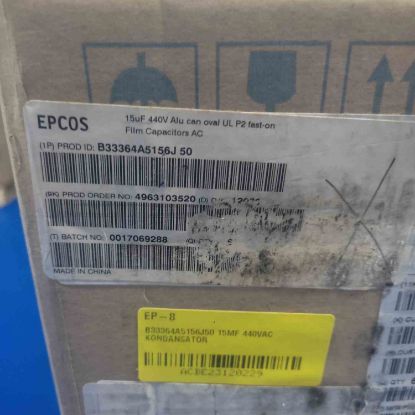 EPCOS
15uF 440V Alu can oval UL P2 fast-on
Film Capacitors AC
(1P) PROD ID: B33364A5156J 50
(9K) PROD ORDER NO: 4963103520 (D)
(T) BATCH NO: 0017069288
MADE IN CHINA
EP-8
B33364A5156J50 15MF 440VAC
KONDANSATOR
ACBE23120229